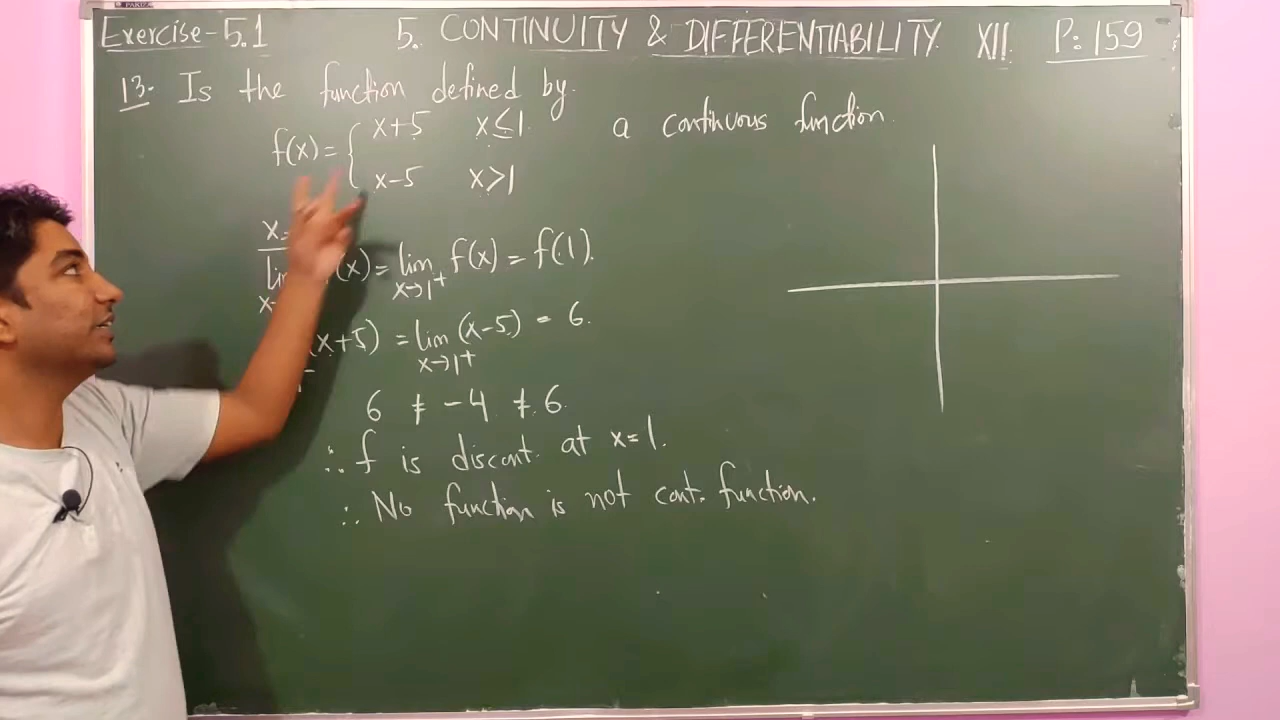 Exercise-5.1 5. CONTINUITY & DIFFERENTIABILITY XII P: 159
13. Is the function defined by.
f(x) = { x+5 x≤1. a continuous function.
x-5 x>1
x=
lim (x) = lim f(x) = f(1).
x→ x→1⁺
(x+5) = lim (x-5) = 6.
x→1⁺
6 ≠ -4 ≠ 6.
∴ f is discont. at x=1.
∴ No function is not cont. function.